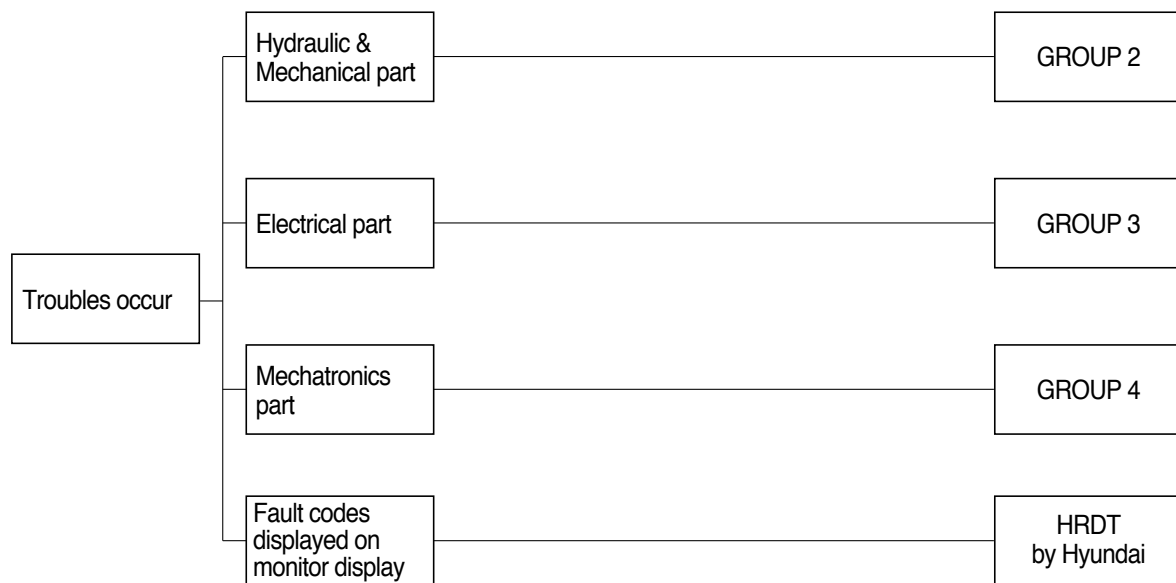 Hydraulic &
Mechanical part
GROUP 2
Electrical part
GROUP 3
Troubles occur
Mechatronics
part
GROUP 4
Fault codes
displayed on
monitor display
HRDT
by Hyundai